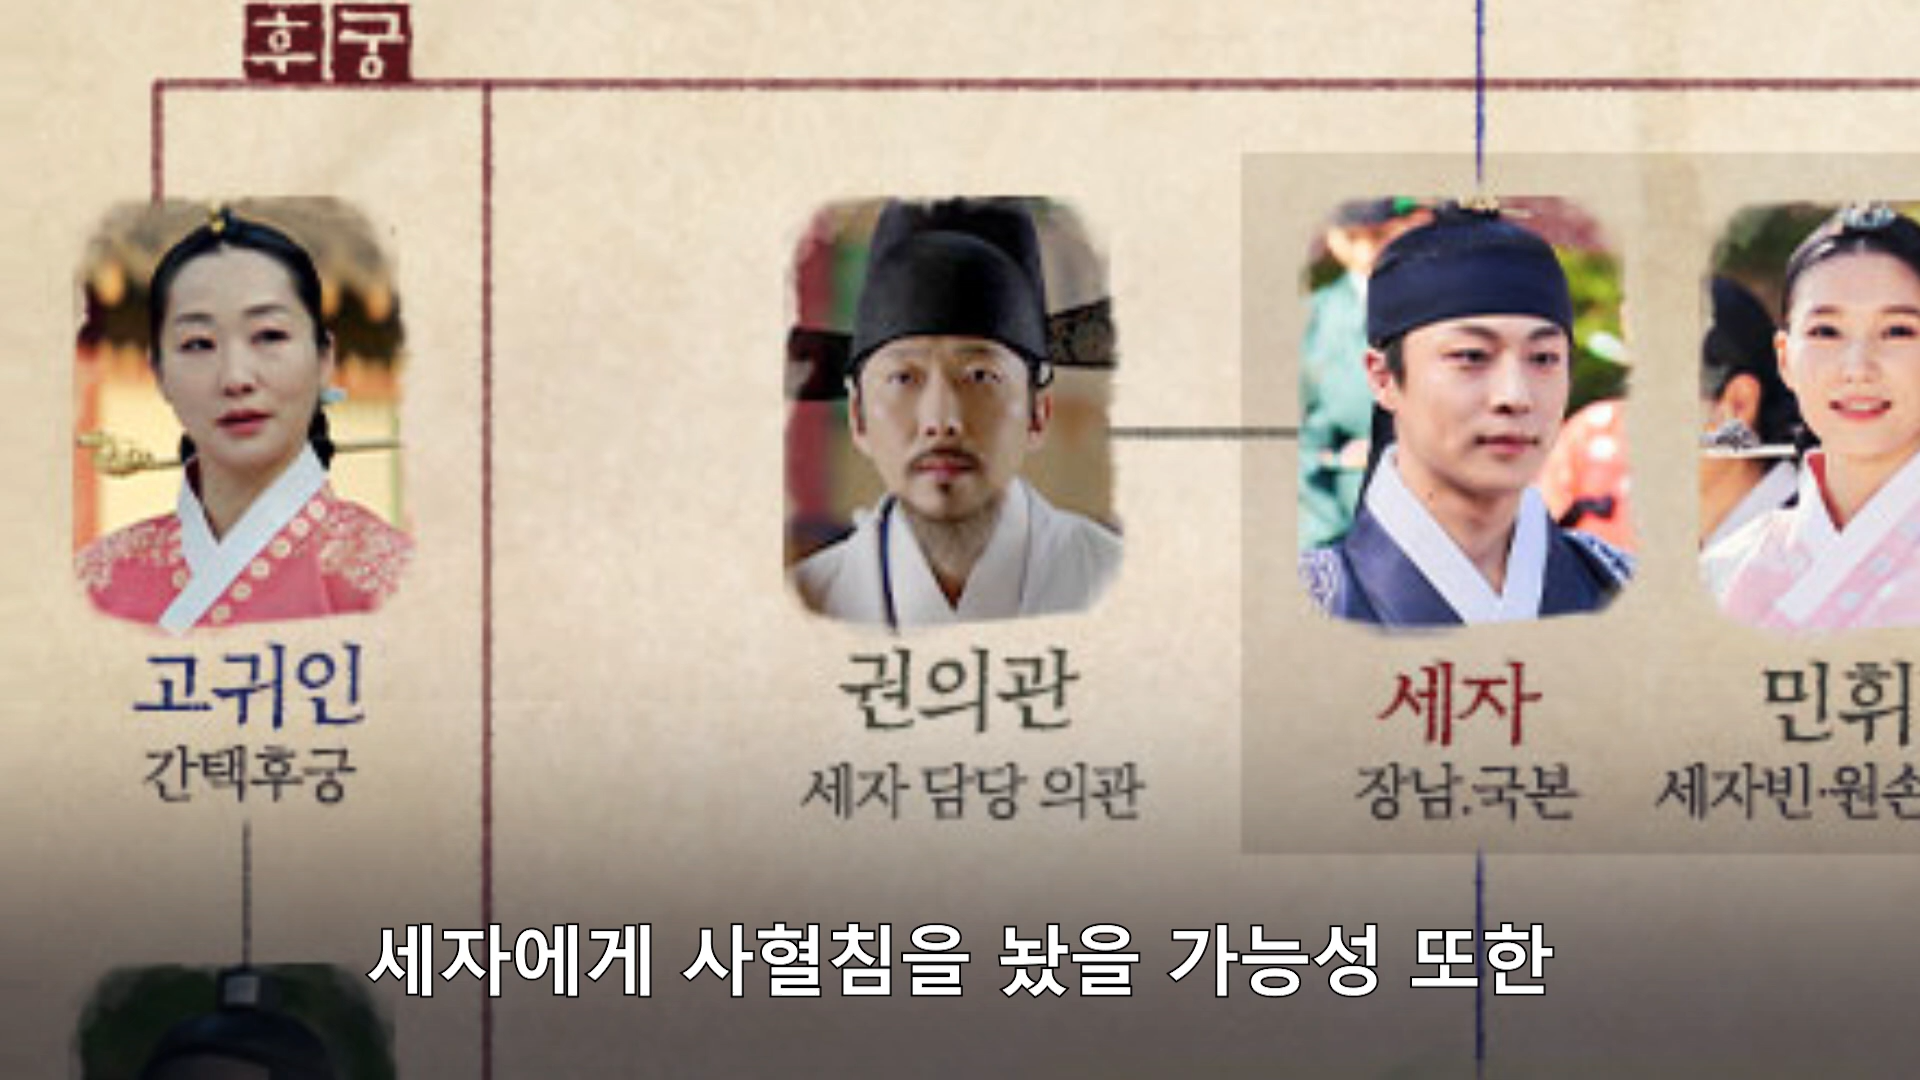 후궁
고귀인
간택후궁
권의관
세자 담당 의관
세자
장남.국본
민휘
세자빈·원손
세자에게 사혈침을 놨을 가능성 또한